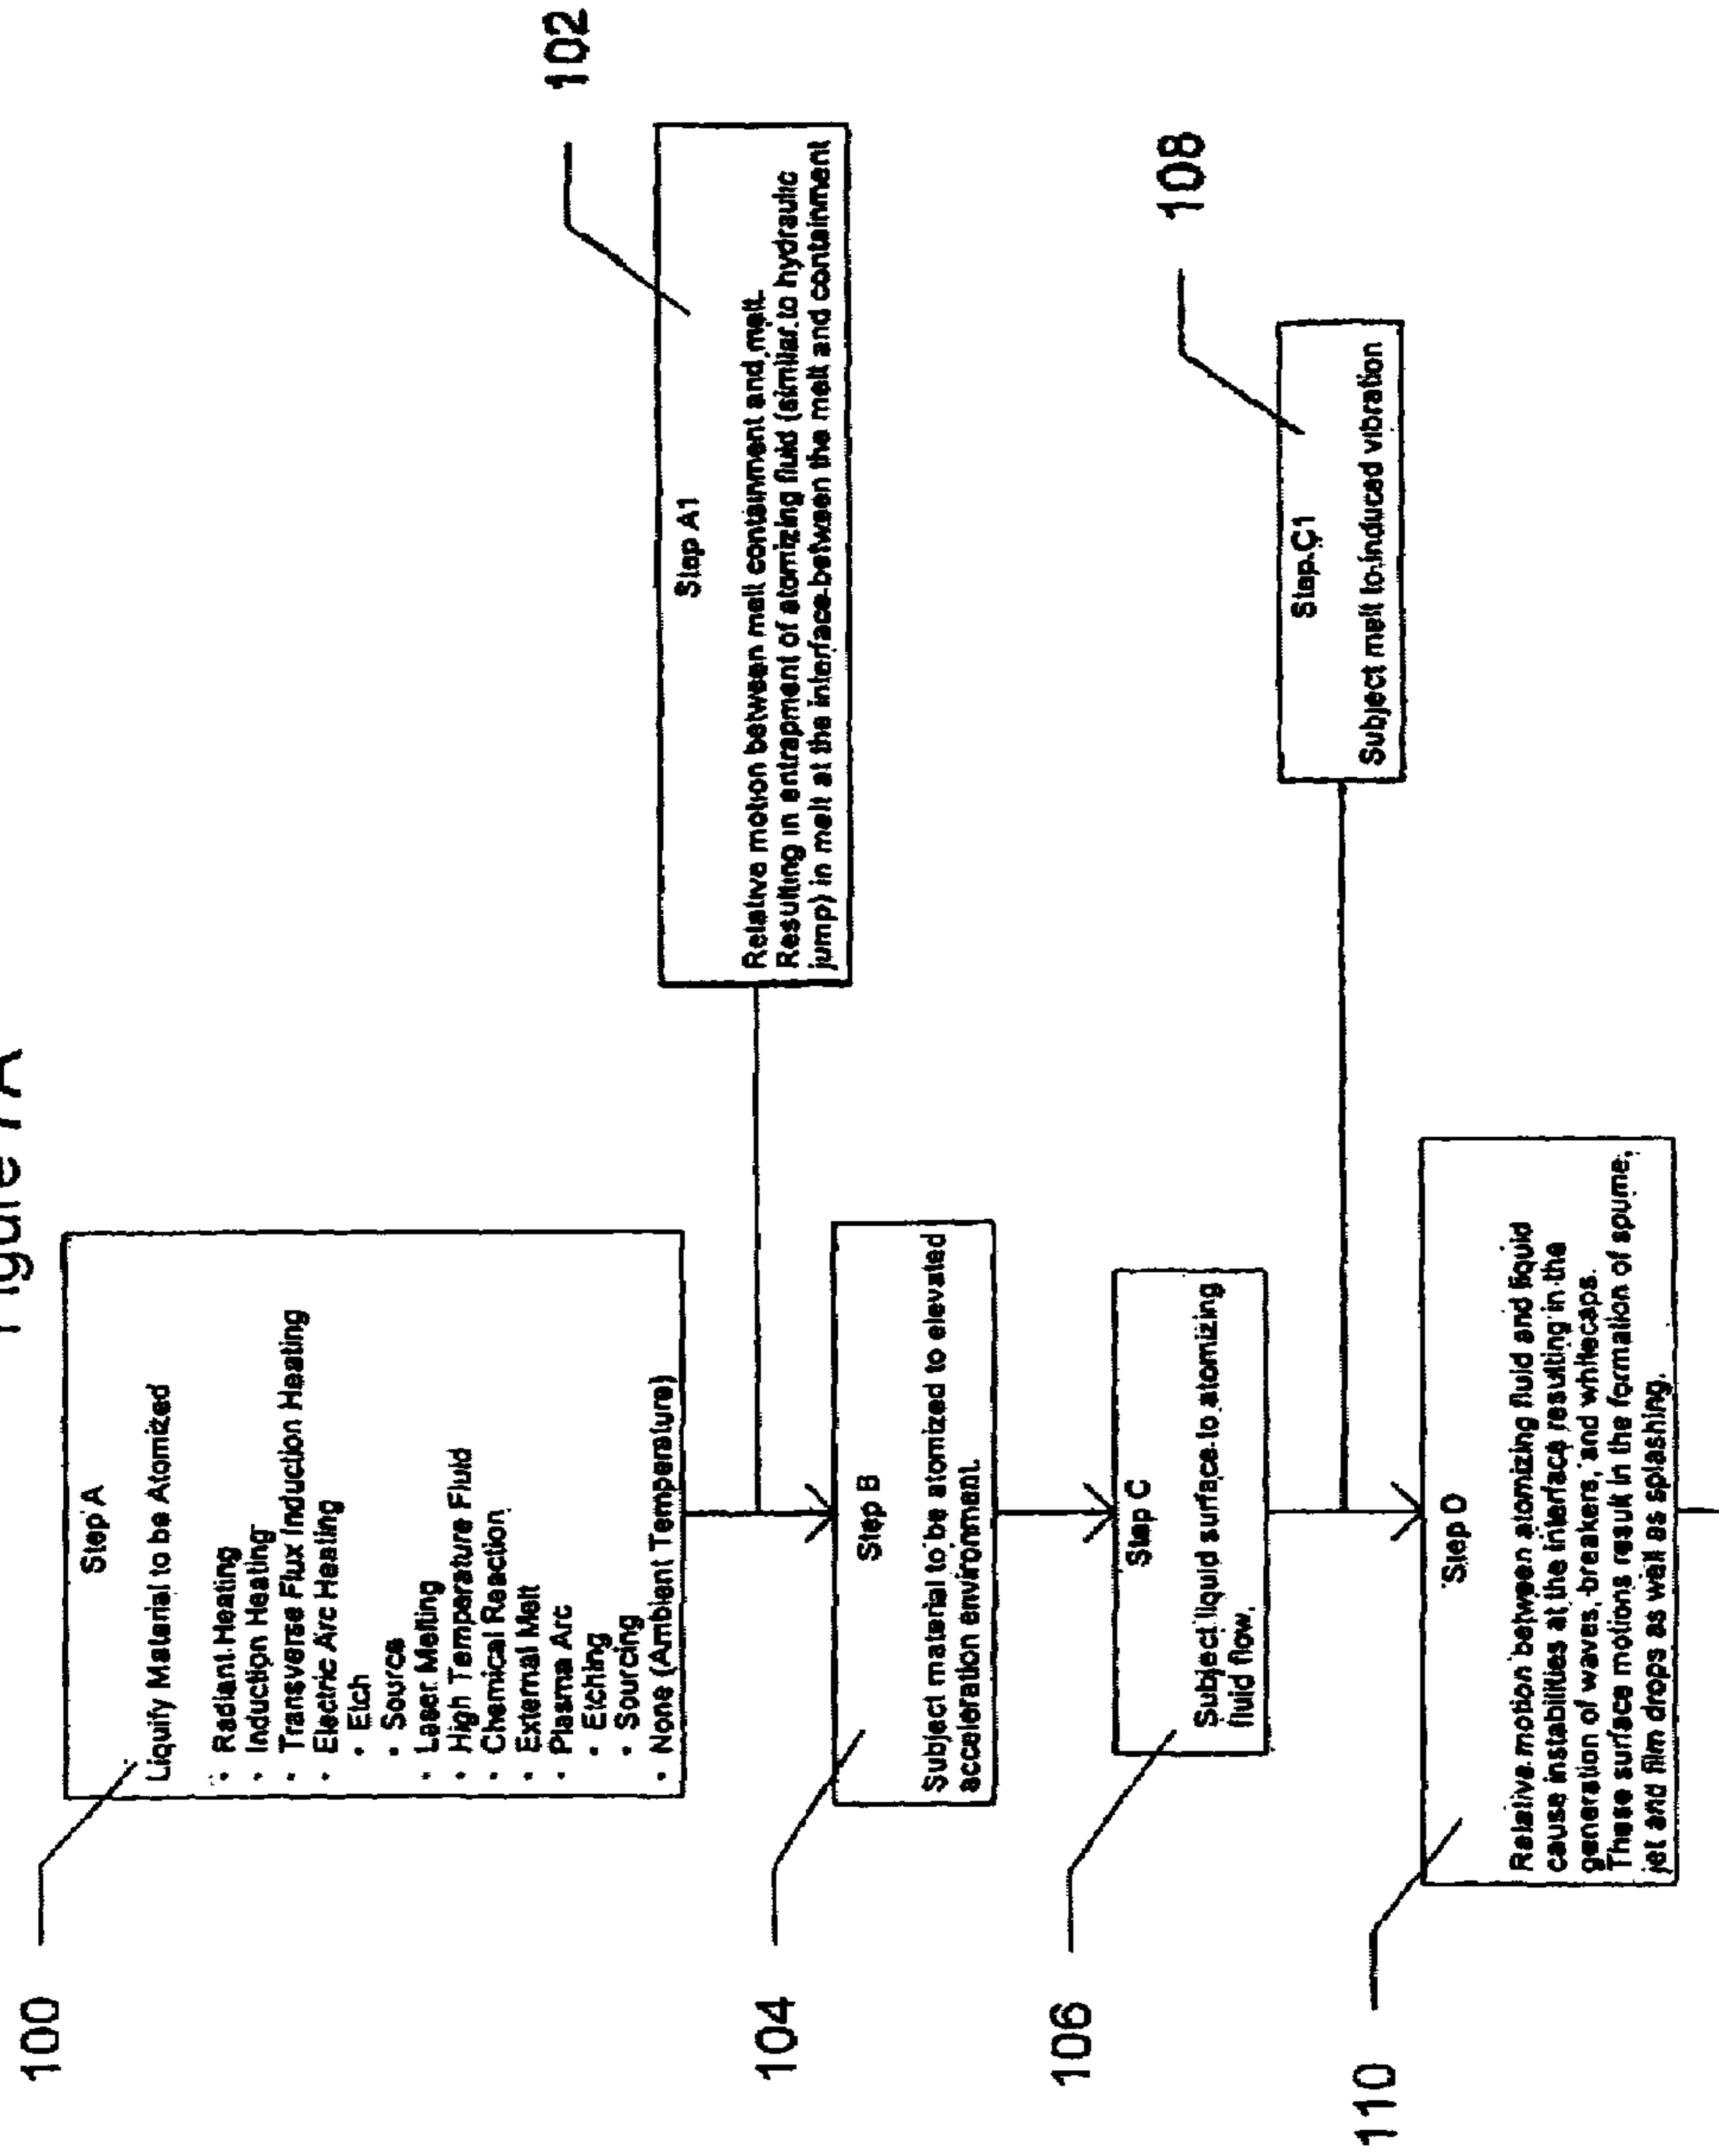 Figure 7A
100
Step A
Liquify Material to be Atomized
• Radiant Heating
• Induction Heating
• Transverse Flux Induction Heating
• Electric Arc Heating
• Etch
• Source
• Laser Melting
• High Temperature Fluid
• Chemical Reaction
• External Melt
• Plasma Arc
• Etching
• Sourcing
• None (Ambient Temperature)
102
Step A1
Relative motion between melt containment and melt.
Resulting in entrapment of atomizing fluid (similar to hydraulic
jump) in melt at the interface between the melt and containment
104
Step B
Subject material to be atomized to elevated
acceleration environment.
106
Step C
Subject liquid surface to atomizing
fluid flow.
108
Step C1
Subject melt to induced vibration
110
Step D
Relative motion between atomizing fluid and liquid
cause instabilities at the interface resulting in the
generation of waves, breakers, and whitecaps.
These surface motions result in the formation of spume,
jet and film drops as well as splashing.